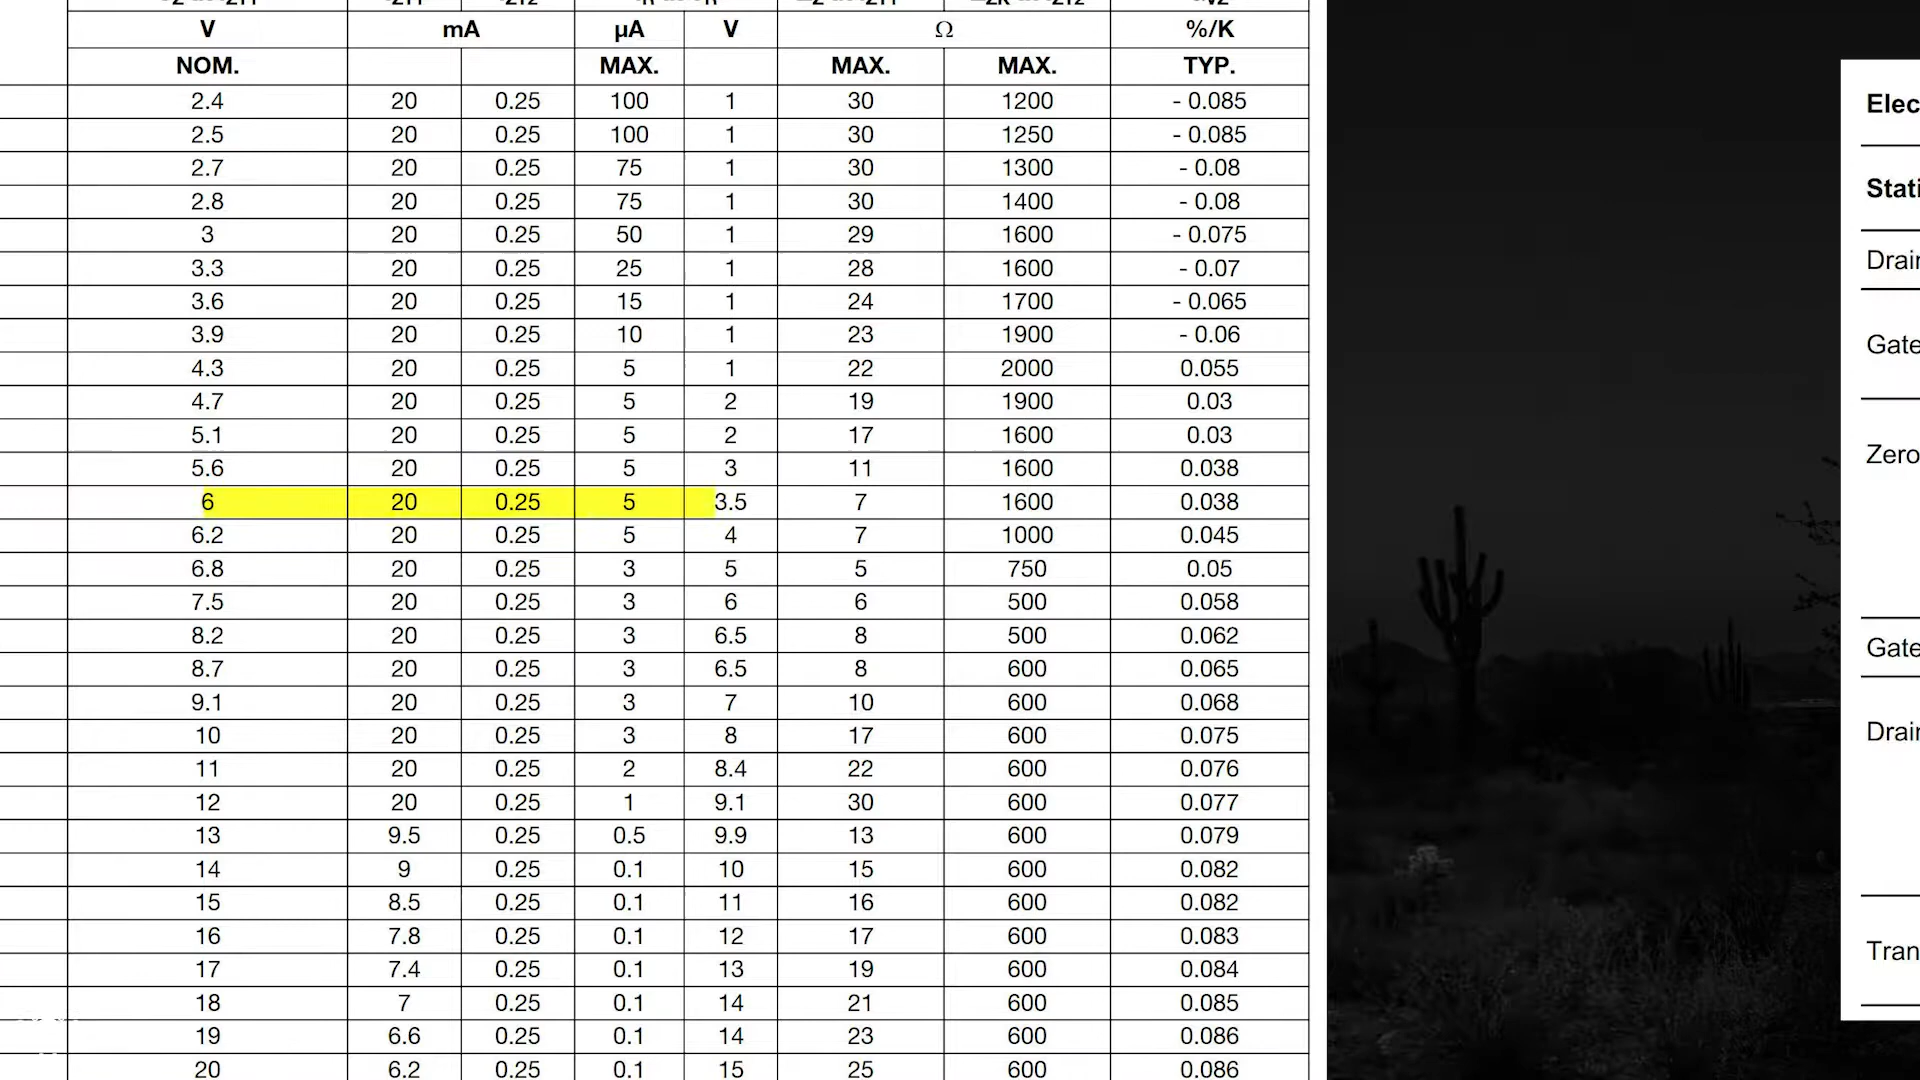 V mA µA V Ω %/K
NOM. MAX. MAX. MAX. TYP.
2.4 20 0.25 100 1 30 1200 - 0.085
2.5 20 0.25 100 1 30 1250 - 0.085
2.7 20 0.25 75 1 30 1300 - 0.08
2.8 20 0.25 75 1 30 1400 - 0.08
3 20 0.25 50 1 29 1600 - 0.075
3.3 20 0.25 25 1 28 1600 - 0.07
3.6 20 0.25 15 1 24 1700 - 0.065
3.9 20 0.25 10 1 23 1900 - 0.06
4.3 20 0.25 5 1 22 2000 0.055
4.7 20 0.25 5 2 19 1900 0.03
5.1 20 0.25 5 2 17 1600 0.03
5.6 20 0.25 5 3 11 1600 0.038
6 20 0.25 5 3.5 7 1600 0.038
6.2 20 0.25 5 4 7 1000 0.045
6.8 20 0.25 3 5 5 750 0.05
7.5 20 0.25 3 6 6 500 0.058
8.2 20 0.25 3 6.5 8 500 0.062
8.7 20 0.25 3 6.5 8 600 0.065
9.1 20 0.25 3 7 10 600 0.068
10 20 0.25 3 8 17 600 0.075
11 20 0.25 2 8.4 22 600 0.076
12 20 0.25 1 9.1 30 600 0.077
13 9.5 0.25 0.5 9.9 13 600 0.079
14 9 0.25 0.1 10 15 600 0.082
15 8.5 0.25 0.1 11 16 600 0.082
16 7.8 0.25 0.1 12 17 600 0.083
17 7.4 0.25 0.1 13 19 600 0.084
18 7 0.25 0.1 14 21 600 0.085
19 6.6 0.25 0.1 14 23 600 0.086
20 6.2 0.25 0.1 15 25 600 0.086
Elec
Stati
Drain
Gate
Zero
Gate
Drain
Tran